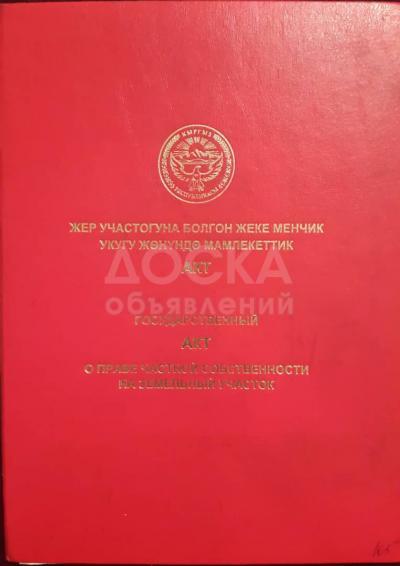 КЫРГЫЗ РЕСПУБЛИКАСЫ
ЖЕР УЧАСТОГУНА БОЛГОН ЖЕКЕ МЕНЧИК
УКУГУ ЖӨНҮНДӨ МАМЛЕКЕТТИК
АКТ
ДОСКА
объявлений
ГОСУДАРСТВЕННЫЙ
АКТ
О ПРАВЕ ЧАСТНОЙ СОБСТВЕННОСТИ
НА ЗЕМЕЛЬНЫЙ УЧАСТОК